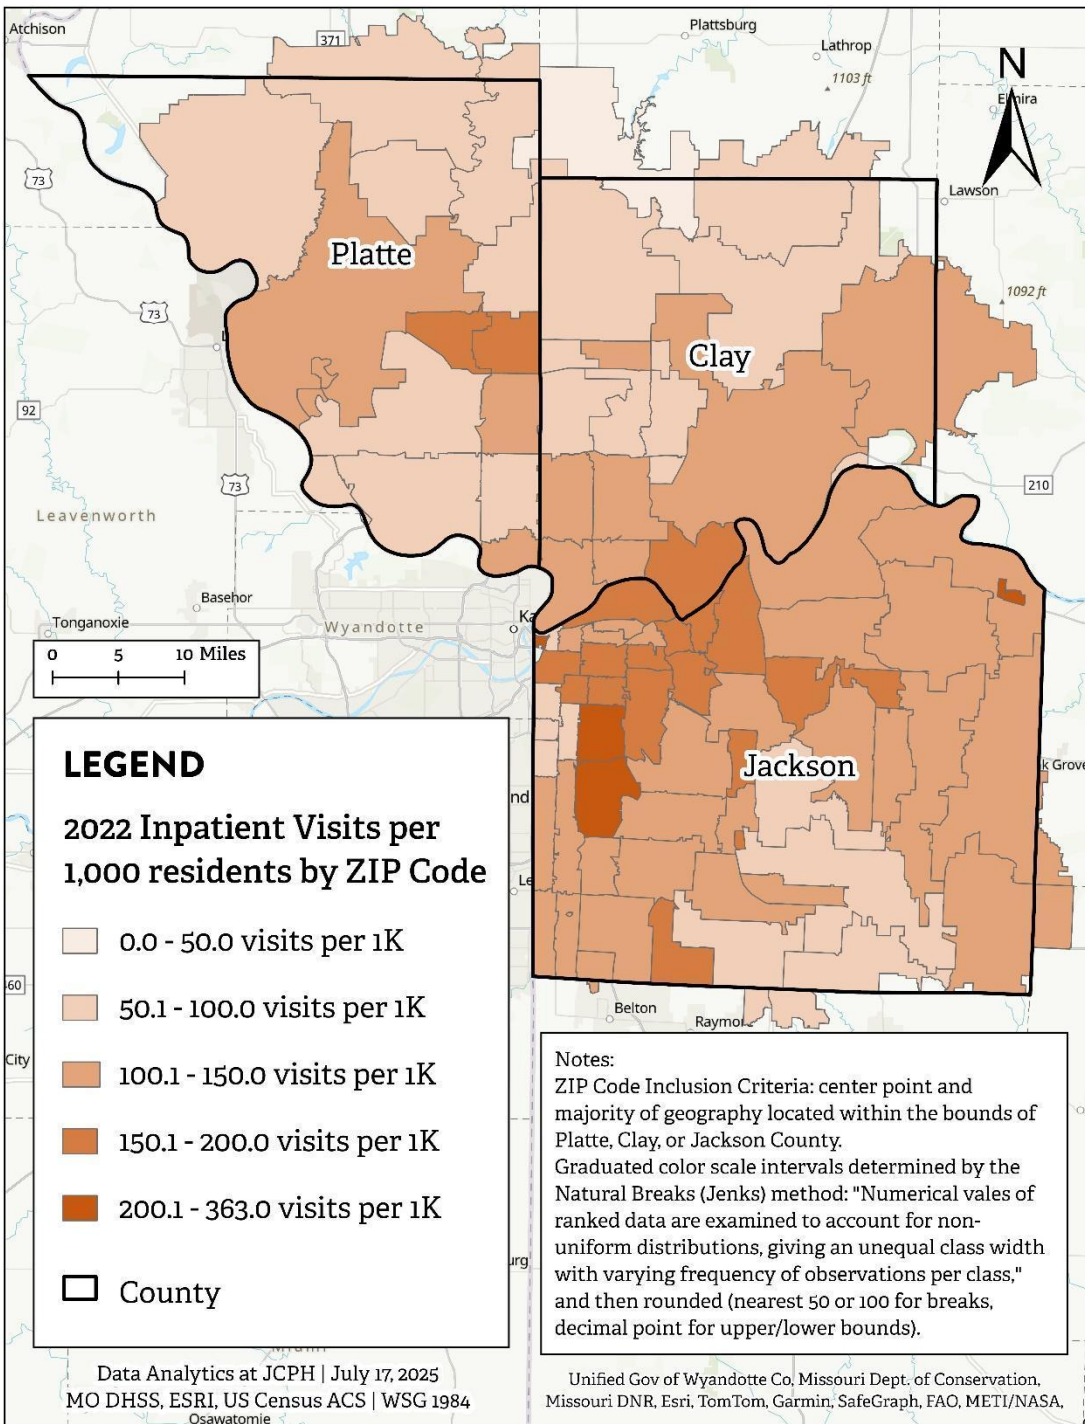 Atchison
371
Plattsburg
Lathrop
1103 ft
N
Elmira
73
Lawson
Platte
1092 ft
73
L
Clay
92
73
210
Leavenworth
Basehor
Tonganoxie
Wyandotte
Ka
0 5 10 Miles
Jackson
k Grove
nd
Le
LEGEND
2022 Inpatient Visits per
1,000 residents by ZIP Code
0.0 - 50.0 visits per 1K
50.1 - 100.0 visits per 1K
100.1 - 150.0 visits per 1K
150.1 - 200.0 visits per 1K
200.1 - 363.0 visits per 1K
County
60
City
urg
Belton
Raymor
Notes:
ZIP Code Inclusion Criteria: center point and
majority of geography located within the bounds of
Platte, Clay, or Jackson County.
Graduated color scale intervals determined by the
Natural Breaks (Jenks) method: "Numerical vales of
ranked data are examined to account for non-
uniform distributions, giving an unequal class width
with varying frequency of observations per class,"
and then rounded (nearest 50 or 100 for breaks,
decimal point for upper/lower bounds).
Data Analytics at JCPH | July 17, 2025
MO DHSS, ESRI, US Census ACS | WSG 1984
Osawatomie
Unified Gov of Wyandotte Co, Missouri Dept. of Conservation,
Missouri DNR, Esri, TomTom, Garmin, SafeGraph, FAO, METI/NASA,